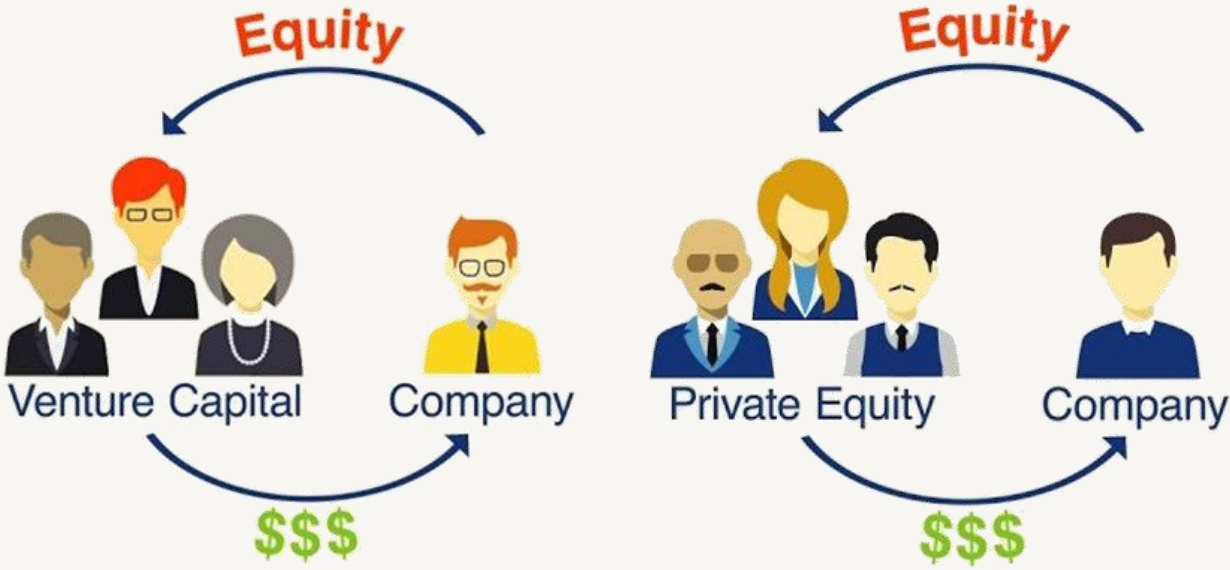 Equity
Venture Capital
Company
$$$
Equity
Private Equity
Company
$$$